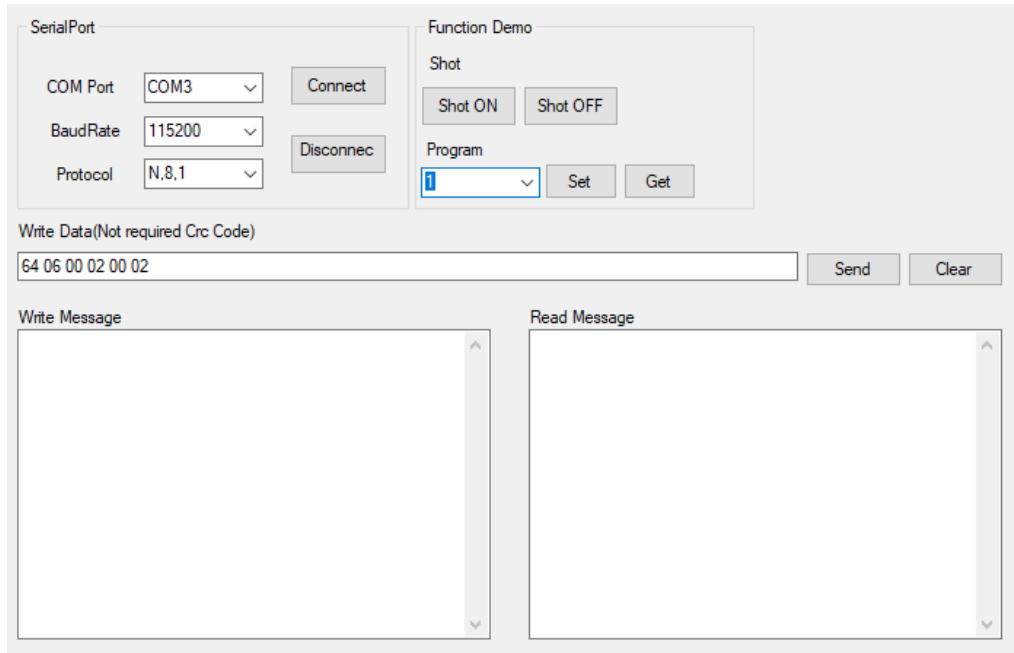 SerialPort
COM Port
COM3
Connect
BaudRate
115200
Disconnec
Protocol
N,8,1
Function Demo
Shot
Shot ON
Shot OFF
Program
1
Set
Get
Write Data(Not required Crc Code)
64 06 00 02 00 02
Send
Clear
Write Message
Read Message